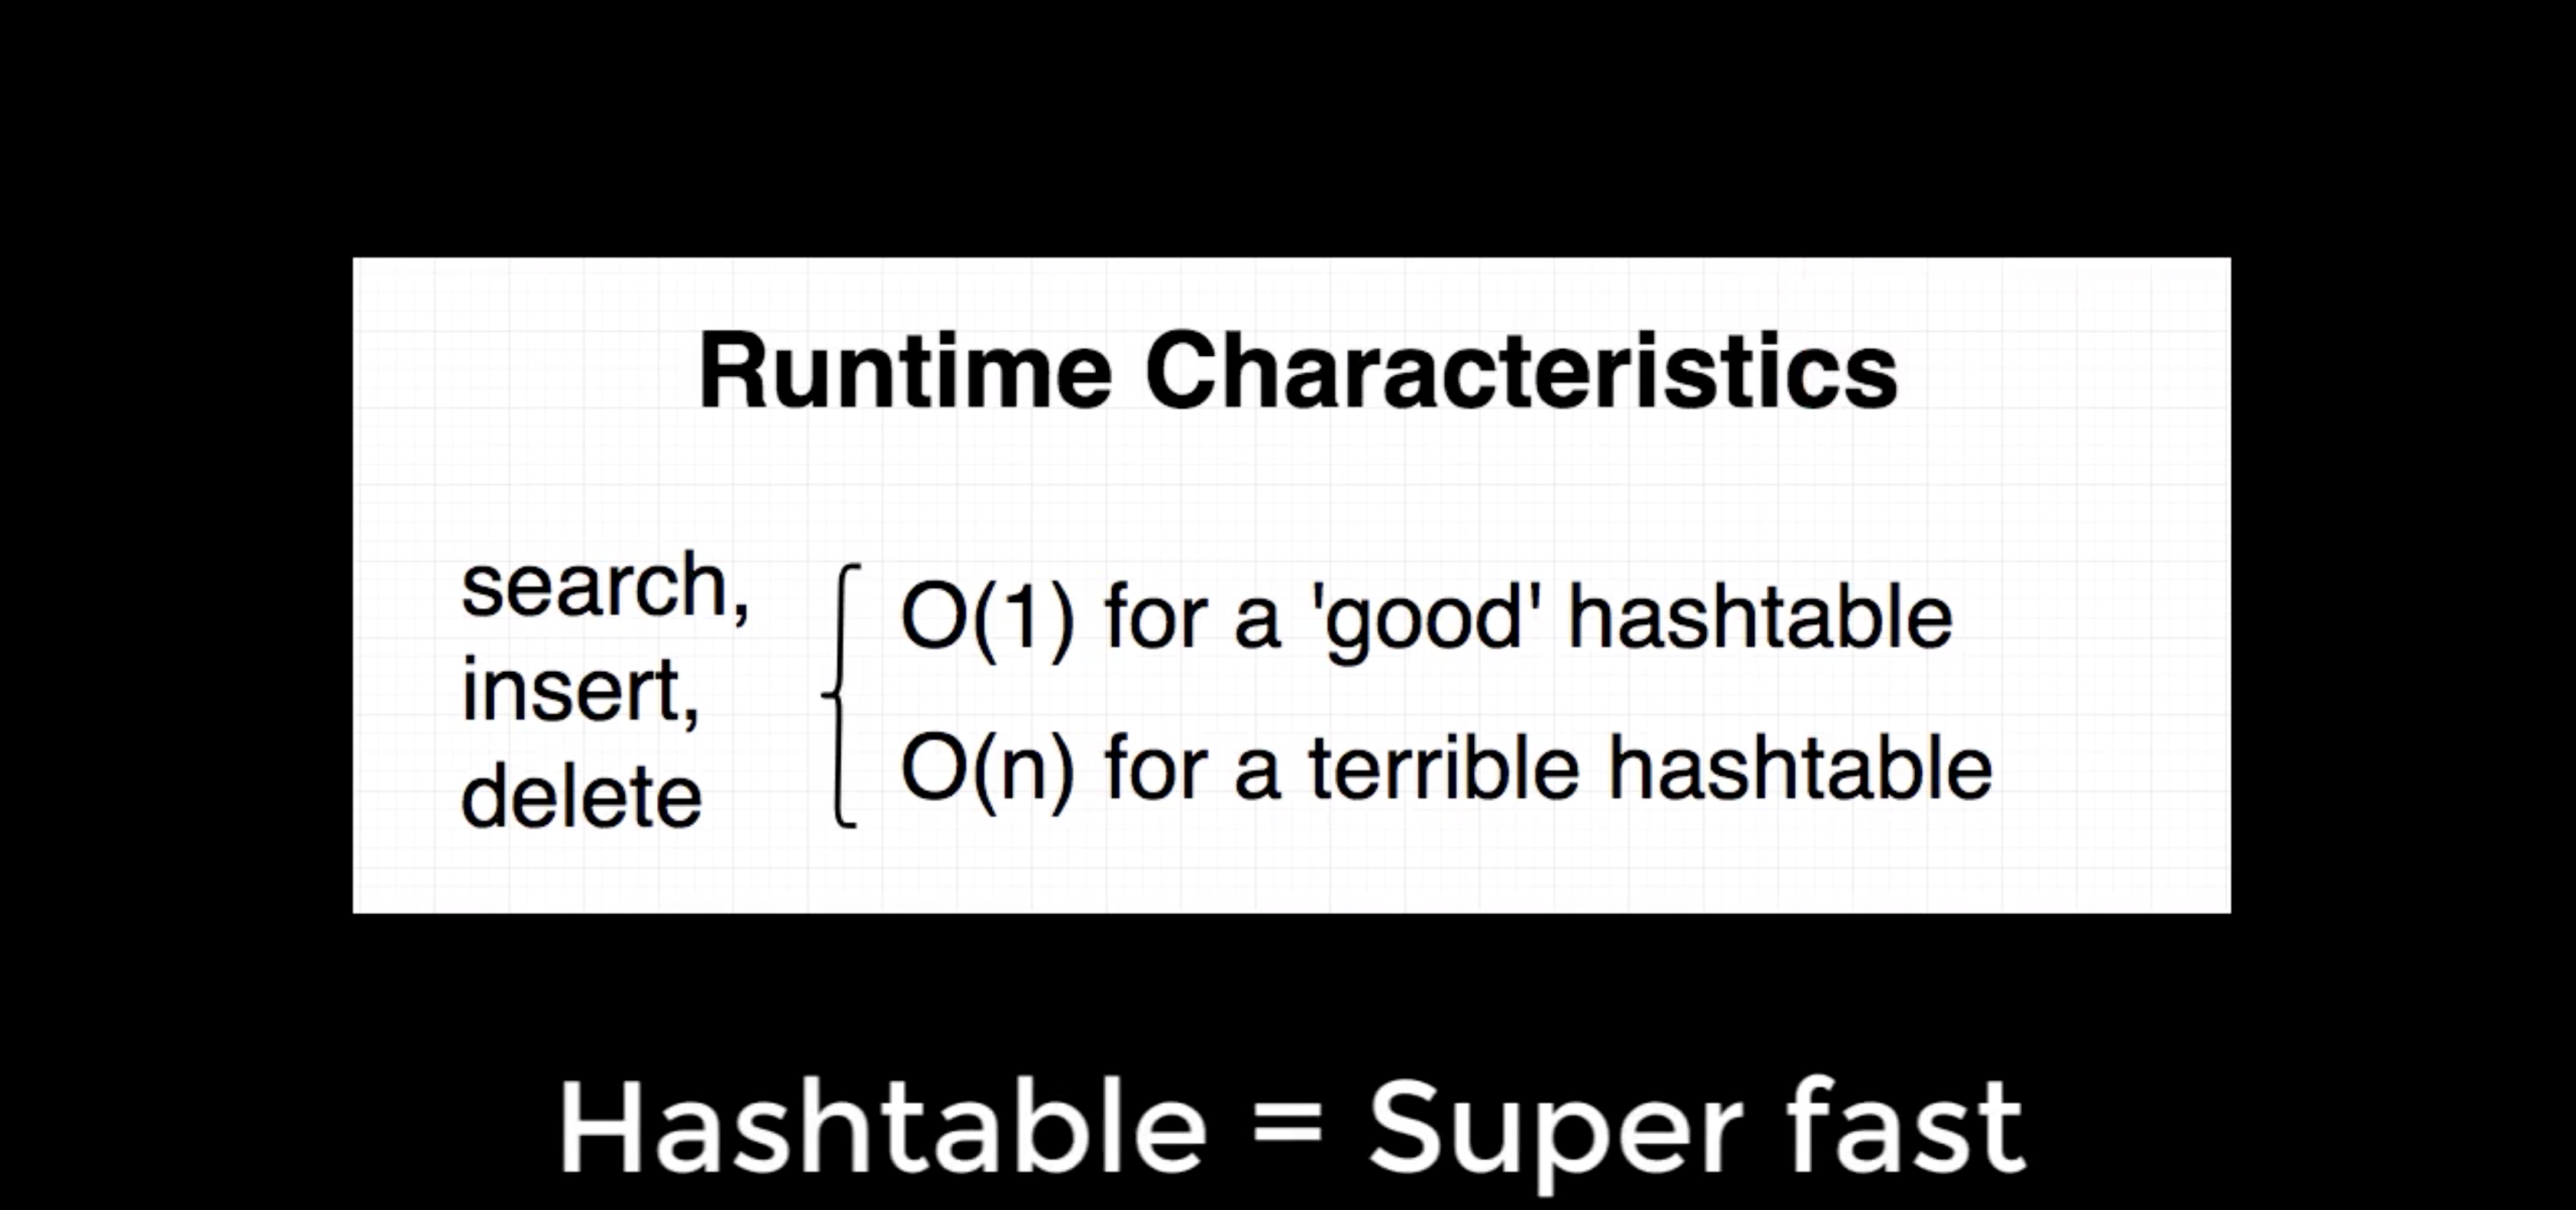 Runtime Characteristics
search,
insert,
delete
O(1) for a 'good' hashtable
O(n) for a terrible hashtable
Hashtable = Super fast